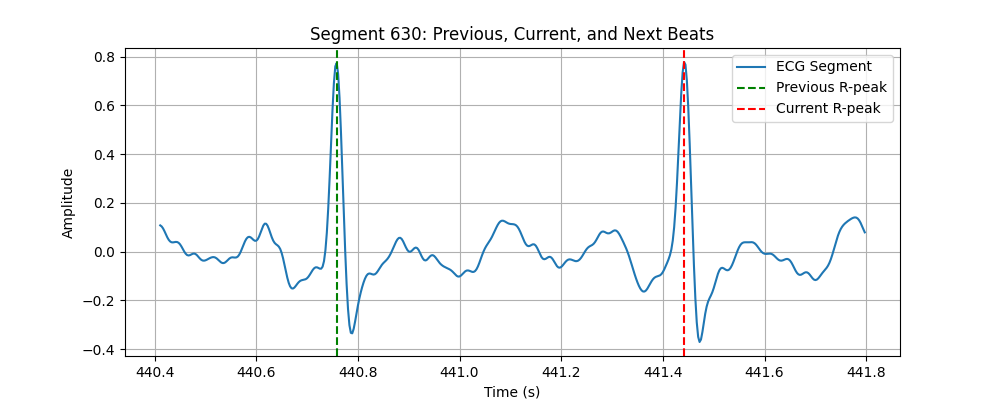 Segment 630: Previous, Current, and Next Beats
ECG Segment
Previous R-peak
Current R-peak
Amplitude
0.8
0.6
0.4
0.2
0.0
−0.2
−0.4
440.4 440.6 440.8 441.0 441.2 441.4 441.6 441.8
Time (s)